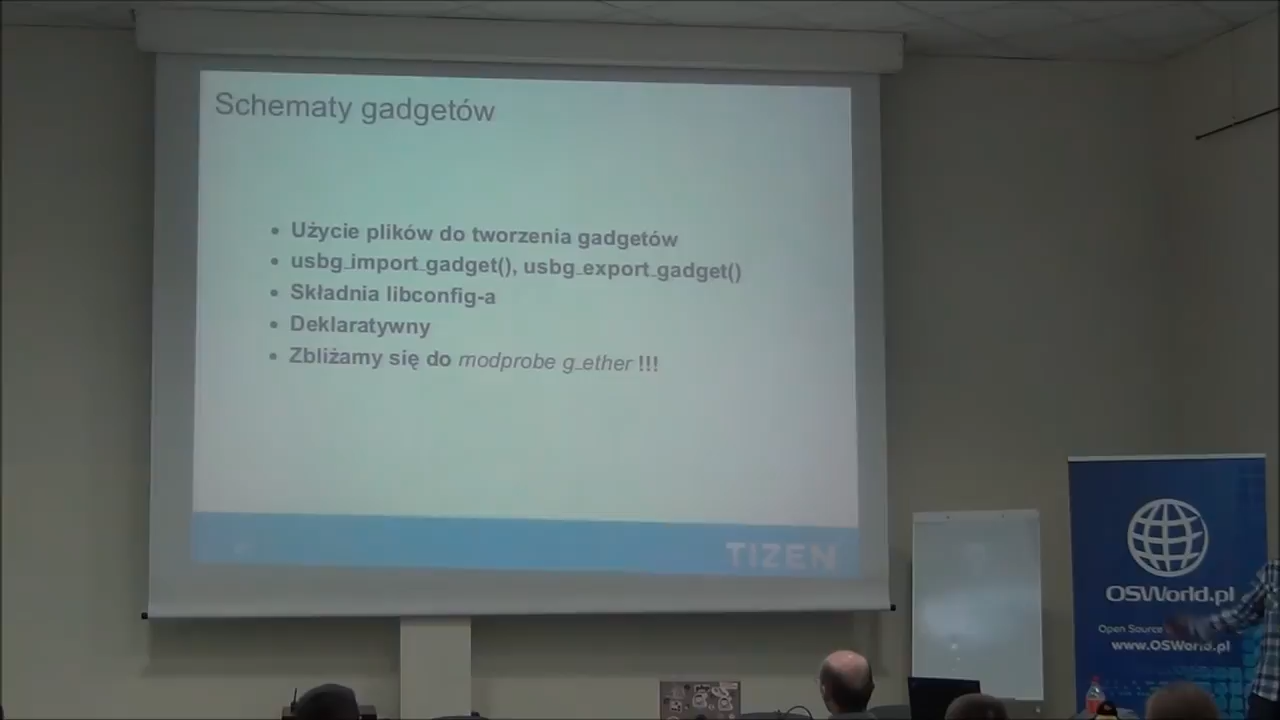 Schematy gadgetów
• Użycie plików do tworzenia gadgetów
• usbg_import_gadget(), usbg_export_gadget()
• Składnia libconfig-a
• Deklaratywny
• Zbliżamy się do modprobe g_ether !!!
TIZEN
OSWorld.pl
Open Source
www.OSWorld.pl